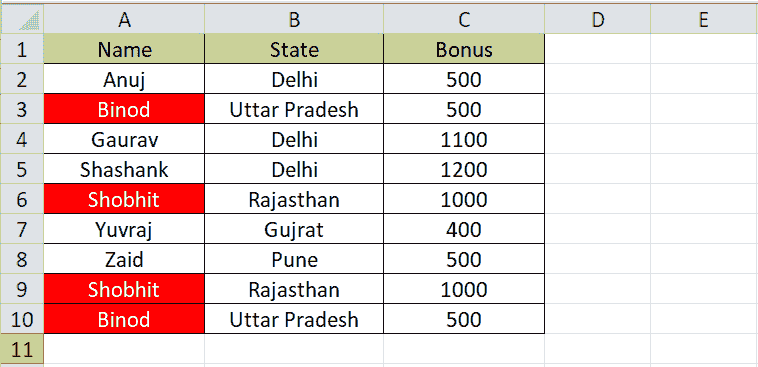 A B C D E
1 Name State Bonus
2 Anuj Delhi 500
3 Binod Uttar Pradesh 500
4 Gaurav Delhi 1100
5 Shashank Delhi 1200
6 Shobhit Rajasthan 1000
7 Yuvraj Gujrat 400
8 Zaid Pune 500
9 Shobhit Rajasthan 1000
10 Binod Uttar Pradesh 500
11